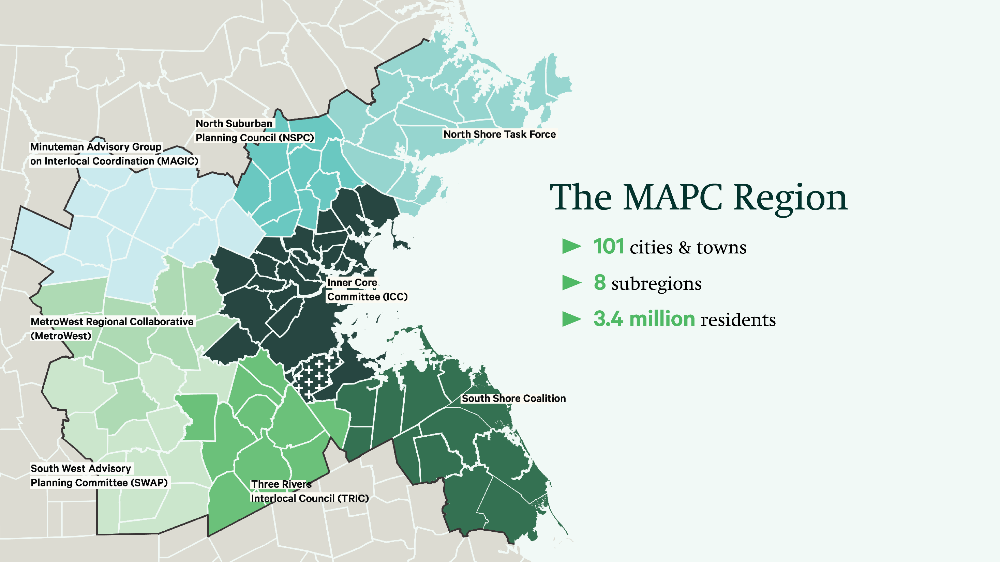 North Suburban
Planning Council (NSPC)
North Shore Task Force
Minuteman Advisory Group
on Interlocal Coordination (MAGIC)
The MAPC Region
101 cities & towns
8 subregions
3.4 million residents
Inner Core
Committee (ICC)
MetroWest Regional Collaborative
(MetroWest)
South Shore Coalition
South West Advisory
Planning Committee (SWAP)
Three Rivers
Interlocal Council (TRIC)